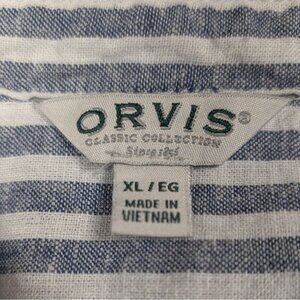 ORVIS®
CLASSIC COLLECTION
Since 1856
XL / EG
MADE IN
VIETNAM